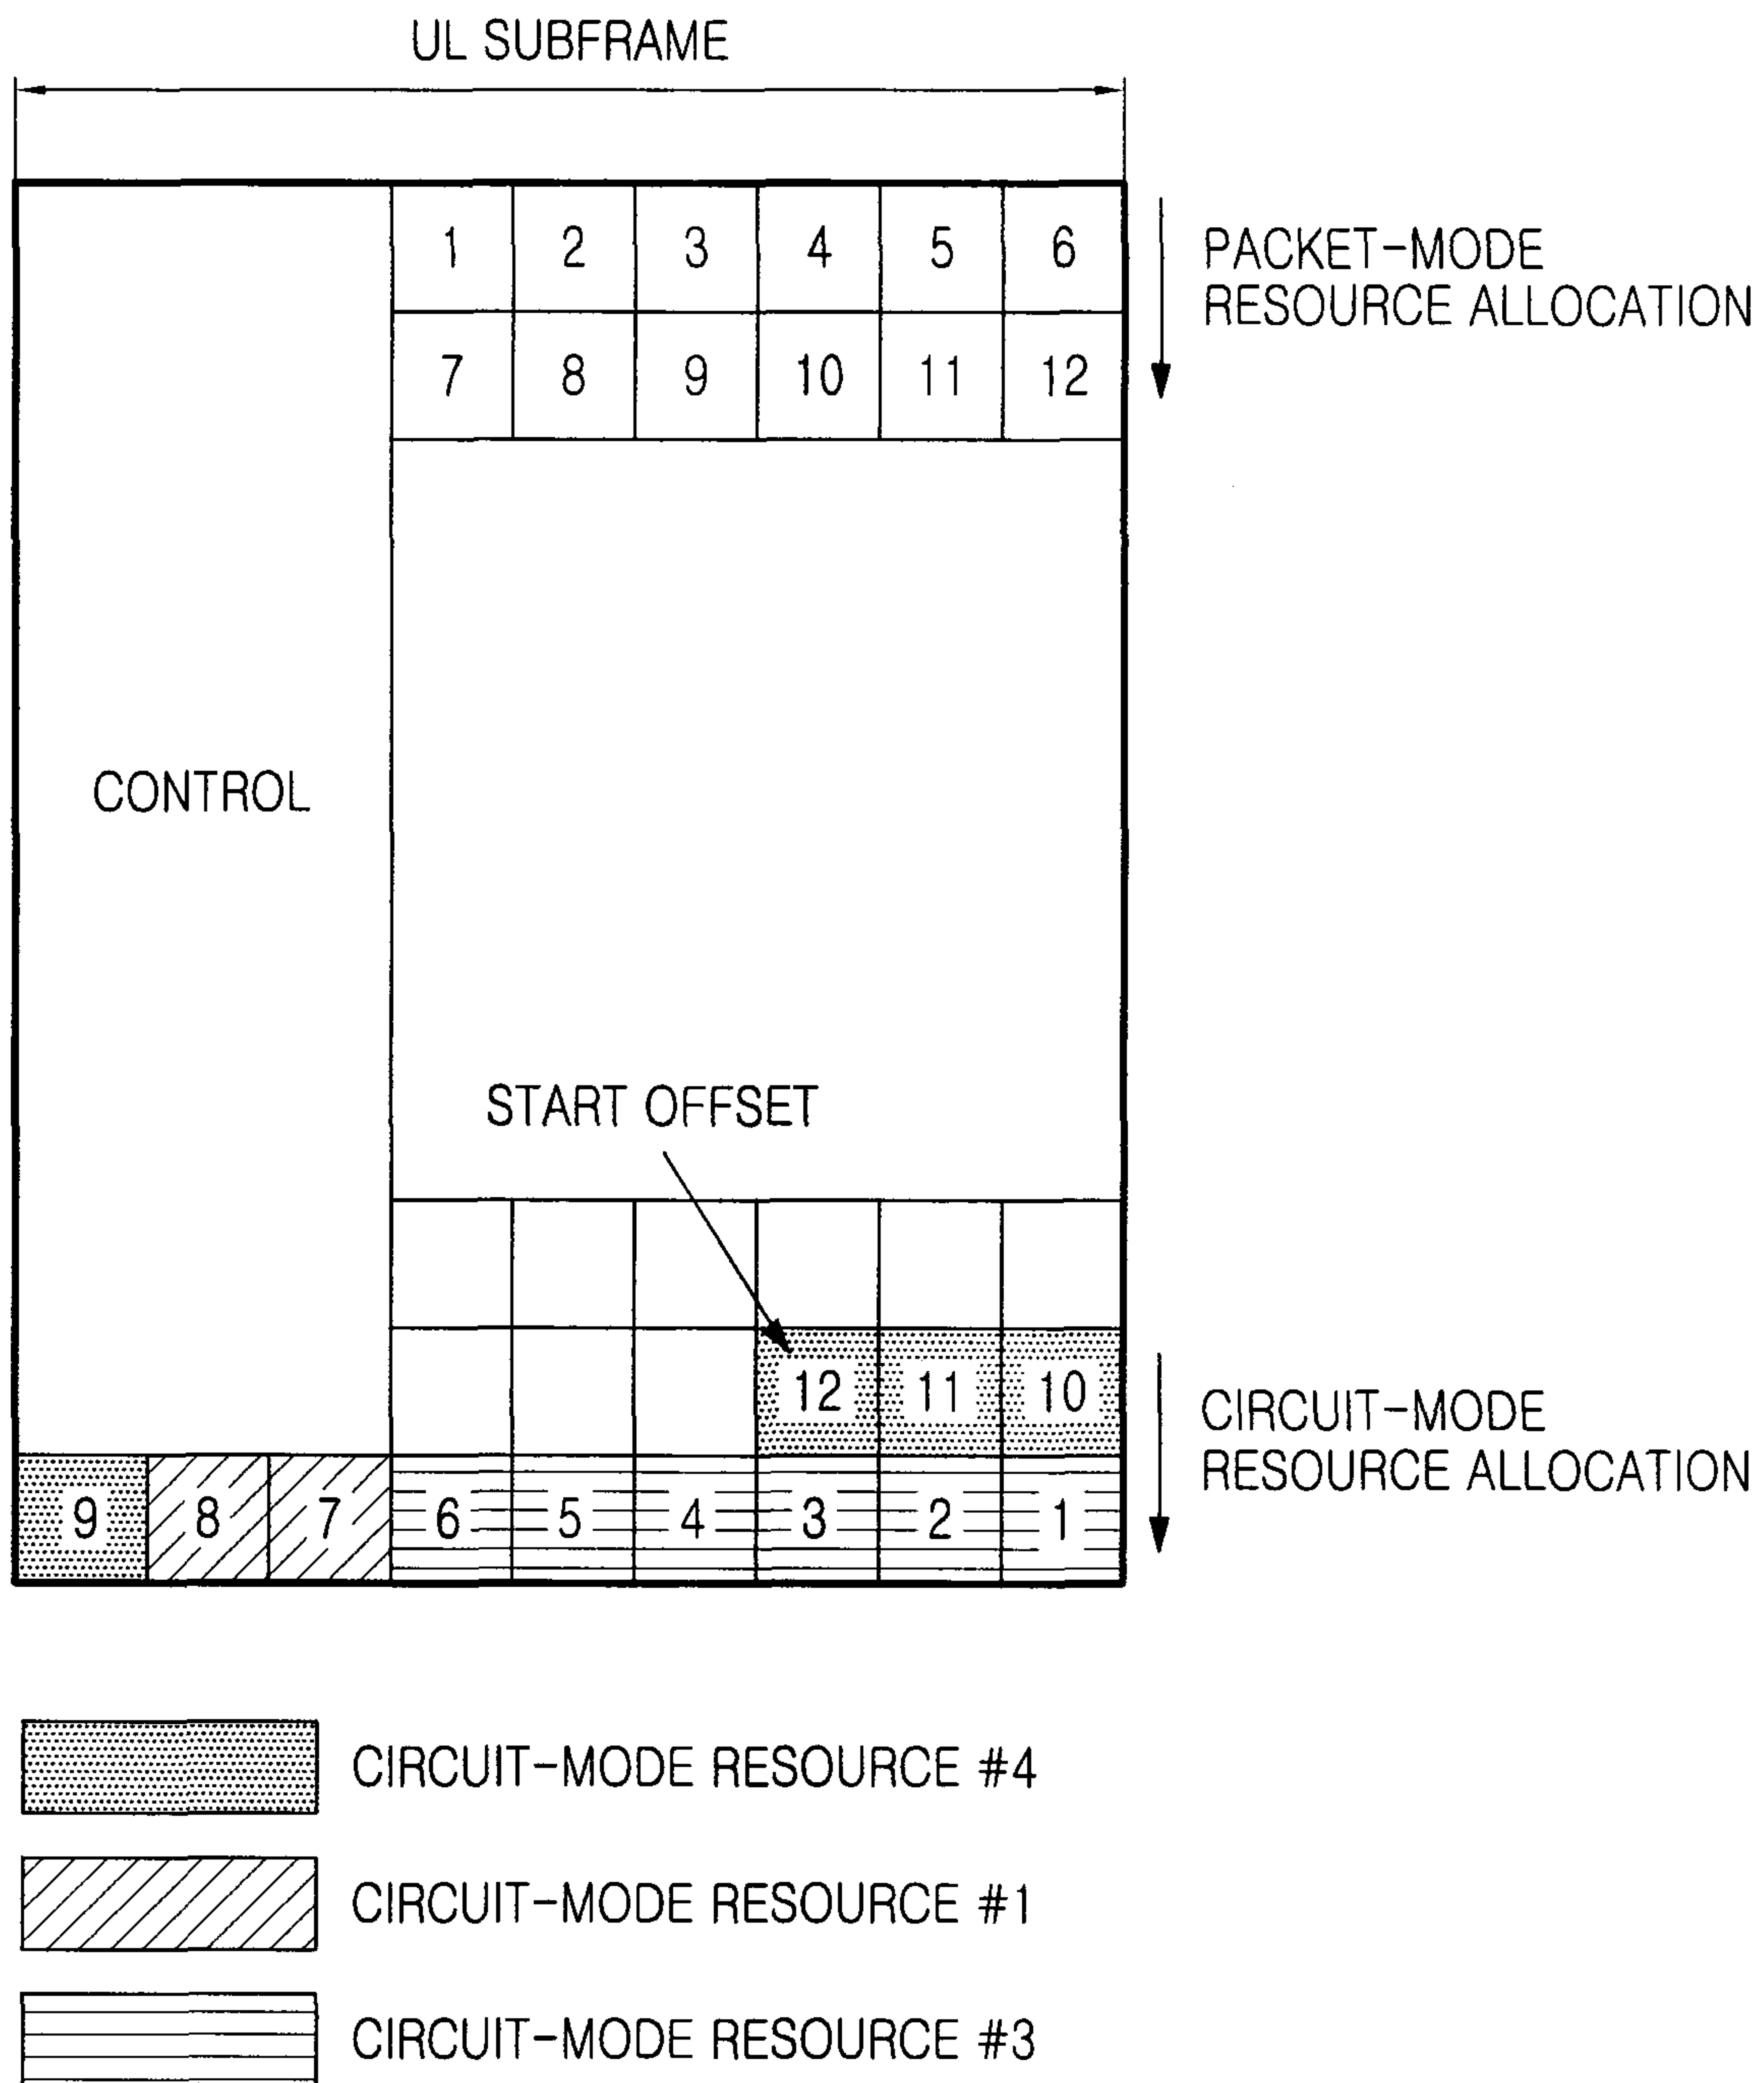 UL SUBFRAME
1 2 3 4 5 6
7 8 9 10 11 12
PACKET-MODE
RESOURCE ALLOCATION
CONTROL
START OFFSET
12 11 10
CIRCUIT-MODE
RESOURCE ALLOCATION
9 8 7 6 5 4 3 2 1
CIRCUIT-MODE RESOURCE #4
CIRCUIT-MODE RESOURCE #1
CIRCUIT-MODE RESOURCE #3